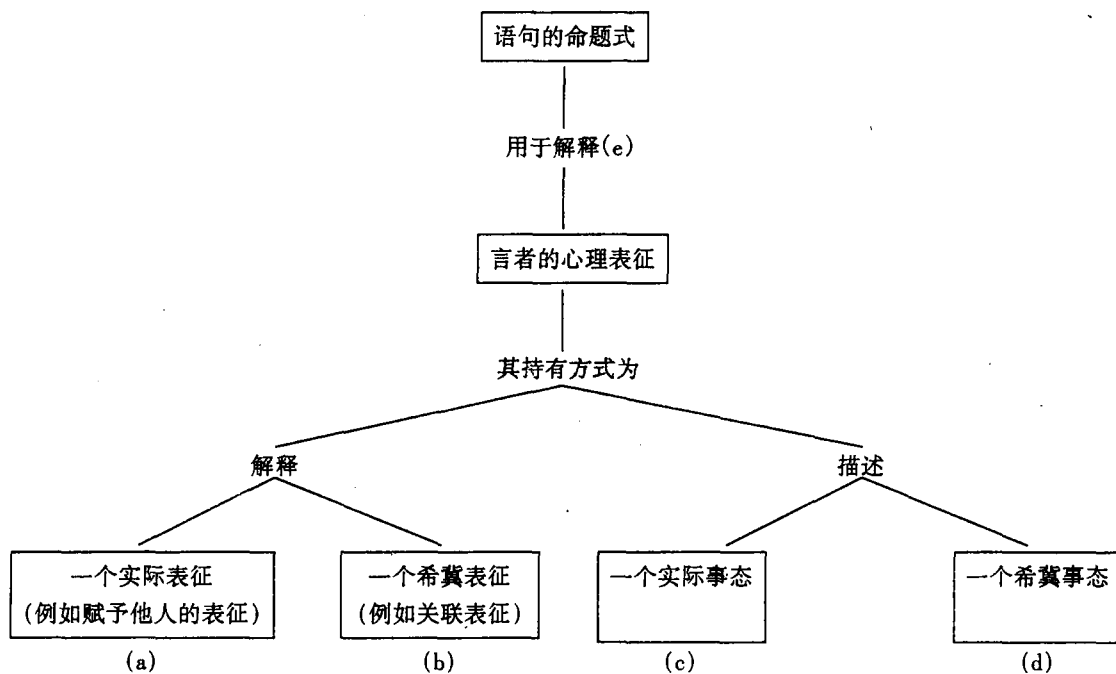 语句的命题式
用于解释(e)
言者的心理表征
其持有方式为
解释
描述
一个实际表征
(例如赋予他人的表征)
一个希冀表征
(例如关联表征)
一个实际事态
一个希冀事态
(a)
(b)
(c)
(d)